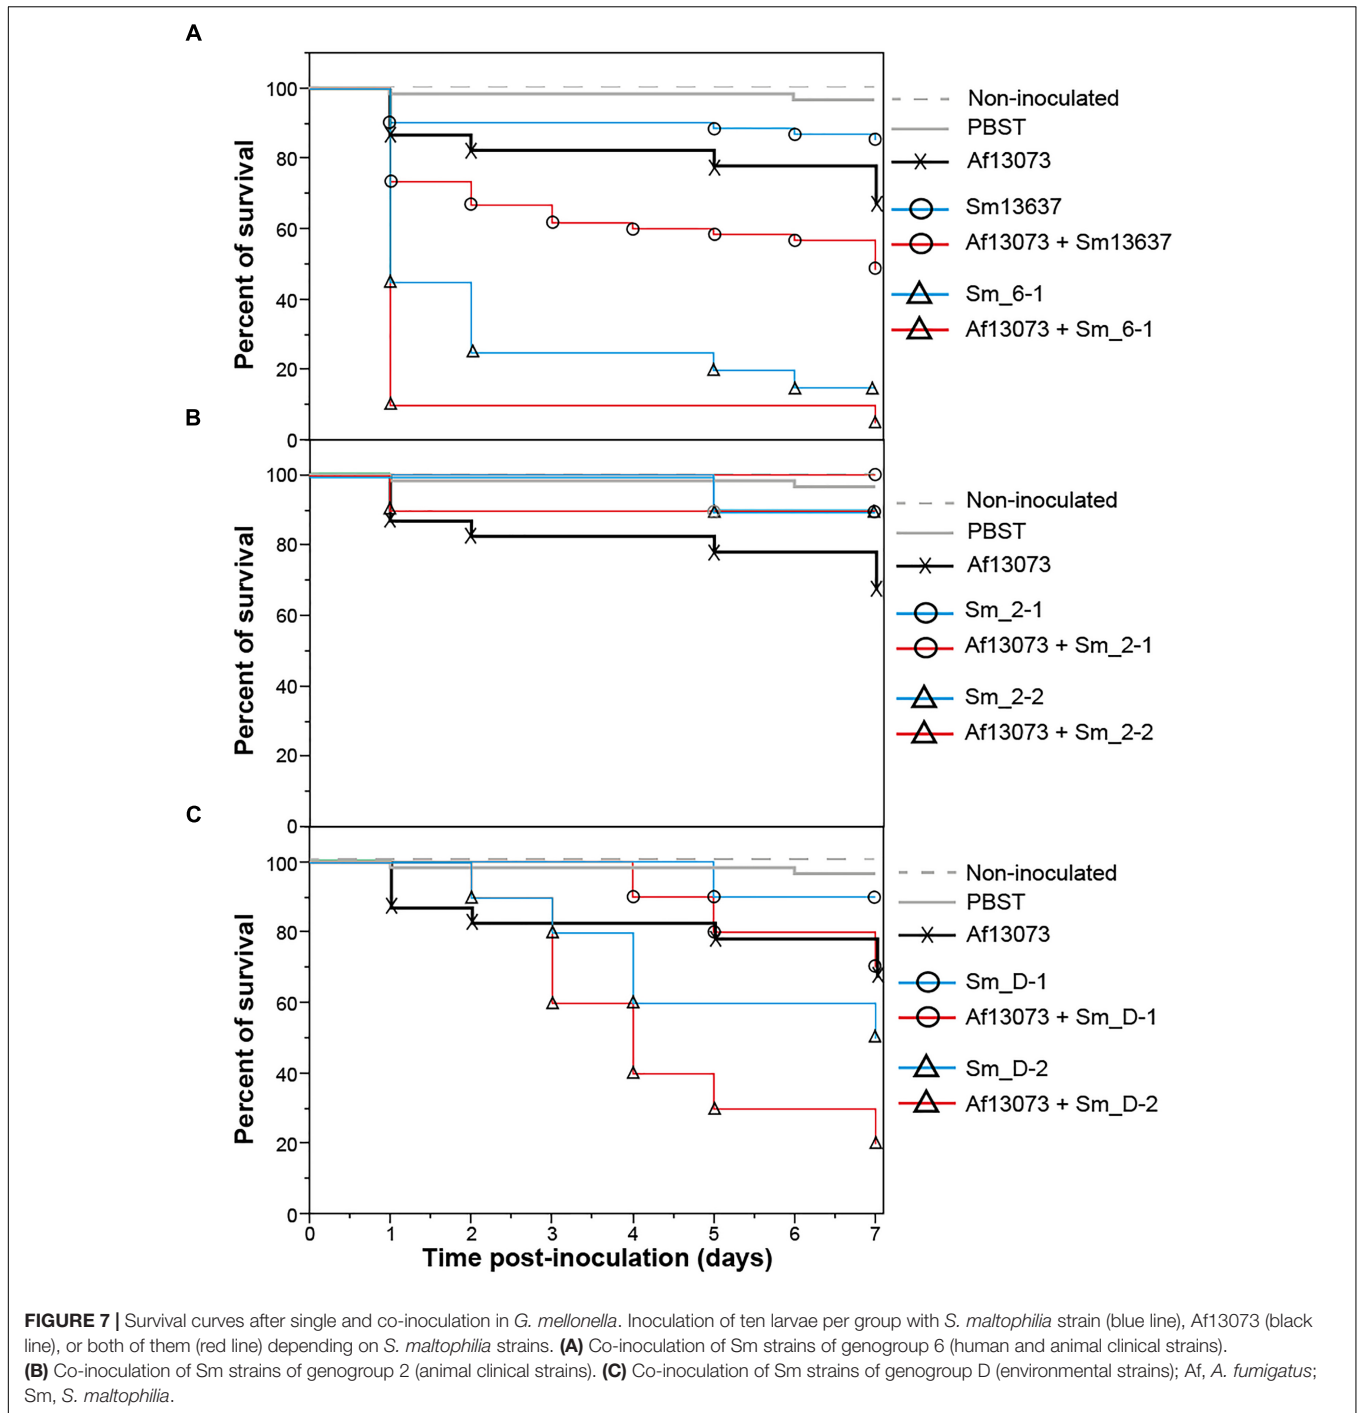 A
100
80
60
40
20
0
Percent of survival
Non-inoculated
PBST
Af13073
Sm13637
Af13073 + Sm13637
Sm_6-1
Af13073 + Sm_6-1
B
100
80
60
40
20
0
Percent of survival
Non-inoculated
PBST
Af13073
Sm_2-1
Af13073 + Sm_2-1
Sm_2-2
Af13073 + Sm_2-2
C
100
80
60
40
20
0
Percent of survival
Non-inoculated
PBST
Af13073
Sm_D-1
Af13073 + Sm_D-1
Sm_D-2
Af13073 + Sm_D-2
0 1 2 3 4 5 6 7
Time post-inoculation (days)
FIGURE 7 | Survival curves after single and co-inoculation in G. mellonella. Inoculation of ten larvae per group with S. maltophilia strain (blue line), Af13073 (black
line), or both of them (red line) depending on S. maltophilia strains. (A) Co-inoculation of Sm strains of genogroup 6 (human and animal clinical strains).
(B) Co-inoculation of Sm strains of genogroup 2 (animal clinical strains). (C) Co-inoculation of Sm strains of genogroup D (environmental strains); Af, A. fumigatus;
Sm, S. maltophilia.